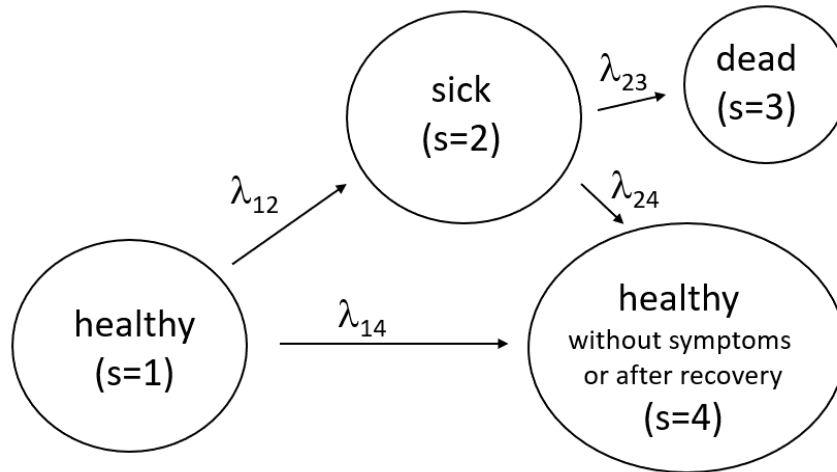 sick
(s=2)
λ23
dead
(s=3)
λ12
λ24
healthy
(s=1)
λ14
healthy
without symptoms
or after recovery
(s=4)